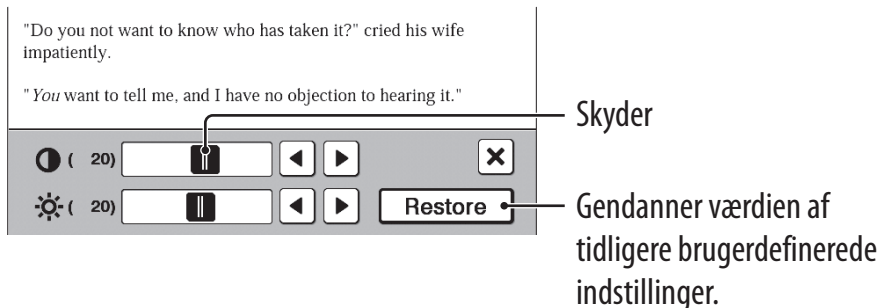 "Do you not want to know who has taken it?" cried his wife
impatiently.
"You want to tell me, and I have no objection to hearing it."
Skyder
( 20)
( 20) Restore
Gendanner værdien af
tidligere brugerdefinerede
indstillinger.